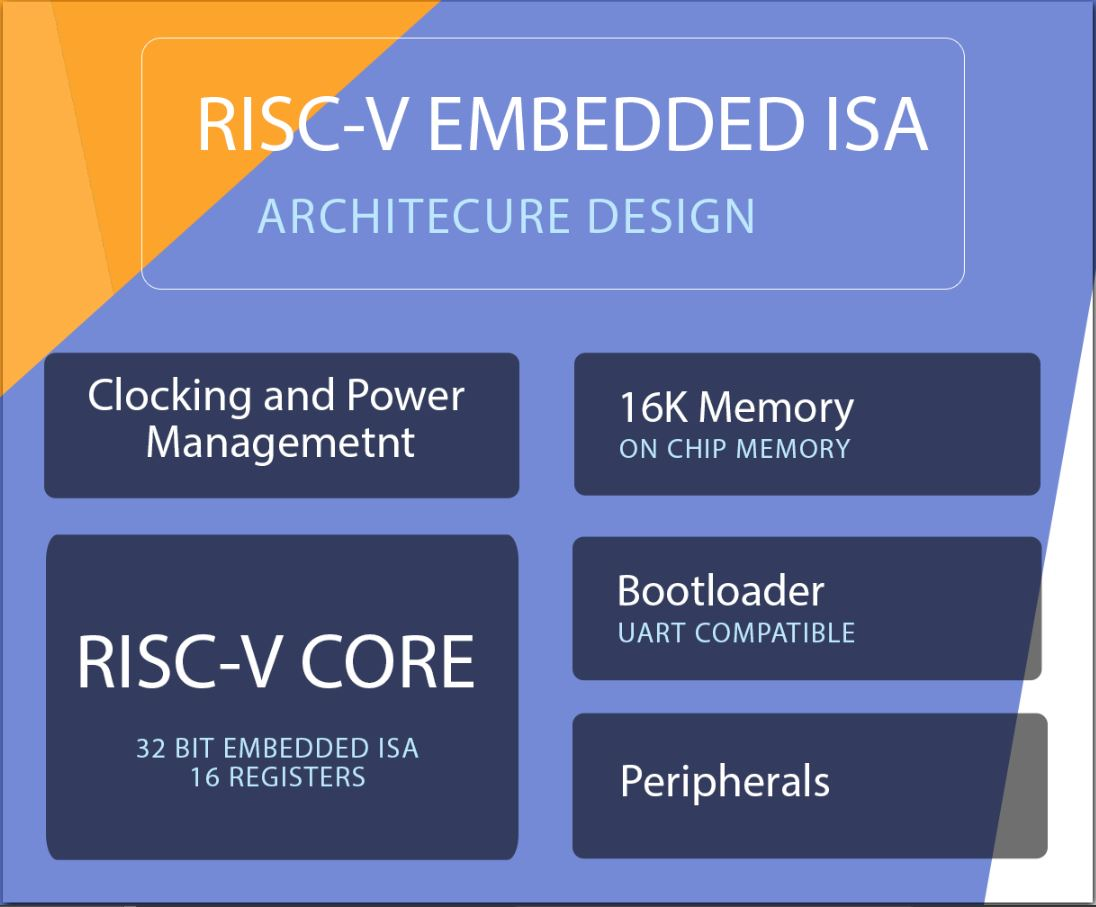 RISC-V EMBEDDED ISA
ARCHITECURE DESIGN
Clocking and Power
Managemetnt
16K Memory
ON CHIP MEMORY
RISC-V CORE
32 BIT EMBEDDED ISA
16 REGISTERS
Bootloader
UART COMPATIBLE
Peripherals